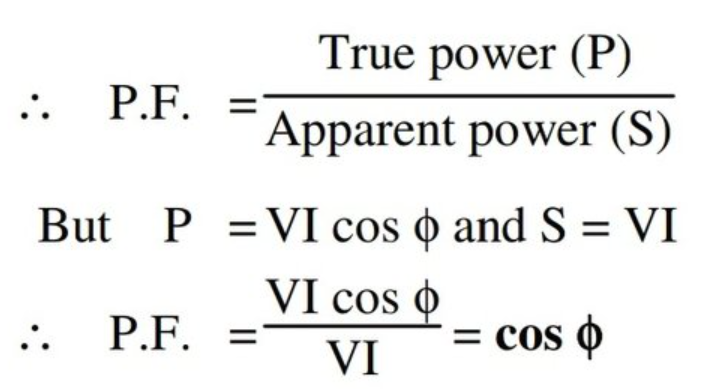 ∴ P.F. = True power (P) / Apparent power (S)
But P = VI cos ϕ and S = VI
∴ P.F. = VI cos ϕ / VI = cos ϕ